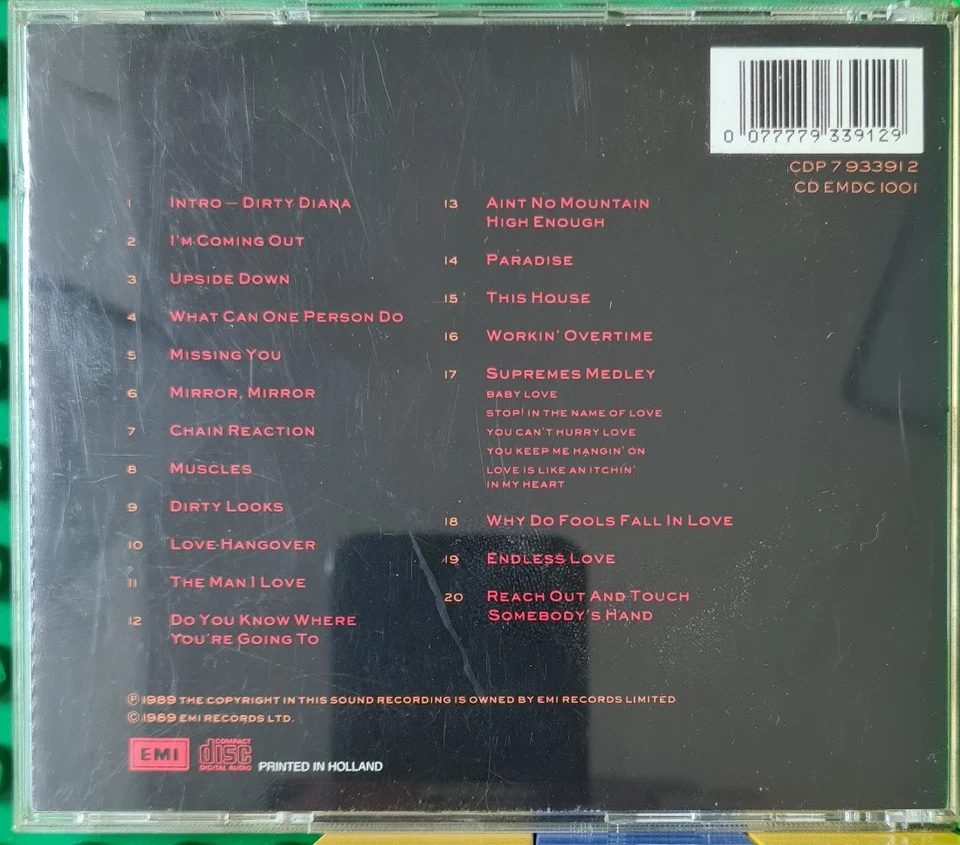 0 077779 339129
CDP 7 93391 2
CD EMDC 1001
1 INTRO – DIRTY DIANA
2 I'M COMING OUT
3 UPSIDE DOWN
4 WHAT CAN ONE PERSON DO
5 MISSING YOU
6 MIRROR, MIRROR
7 CHAIN REACTION
8 MUSCLES
9 DIRTY LOOKS
10 LOVE HANGOVER
11 THE MAN I LOVE
12 DO YOU KNOW WHERE
YOU'RE GOING TO
13 AINT NO MOUNTAIN
HIGH ENOUGH
14 PARADISE
15 THIS HOUSE
16 WORKIN' OVERTIME
17 SUPREMES MEDLEY
BABY LOVE
STOP! IN THE NAME OF LOVE
YOU CAN'T HURRY LOVE
YOU KEEP ME HANGIN' ON
LOVE IS LIKE AN ITCHIN'
IN MY HEART
18 WHY DO FOOLS FALL IN LOVE
19 ENDLESS LOVE
20 REACH OUT AND TOUCH
SOMEBODY'S HAND
Ⓟ 1989 THE COPYRIGHT IN THIS SOUND RECORDING IS OWNED BY EMI RECORDS LIMITED
© 1989 EMI RECORDS LTD.
EMI
COMPACT
disc
DIGITAL AUDIO
PRINTED IN HOLLAND